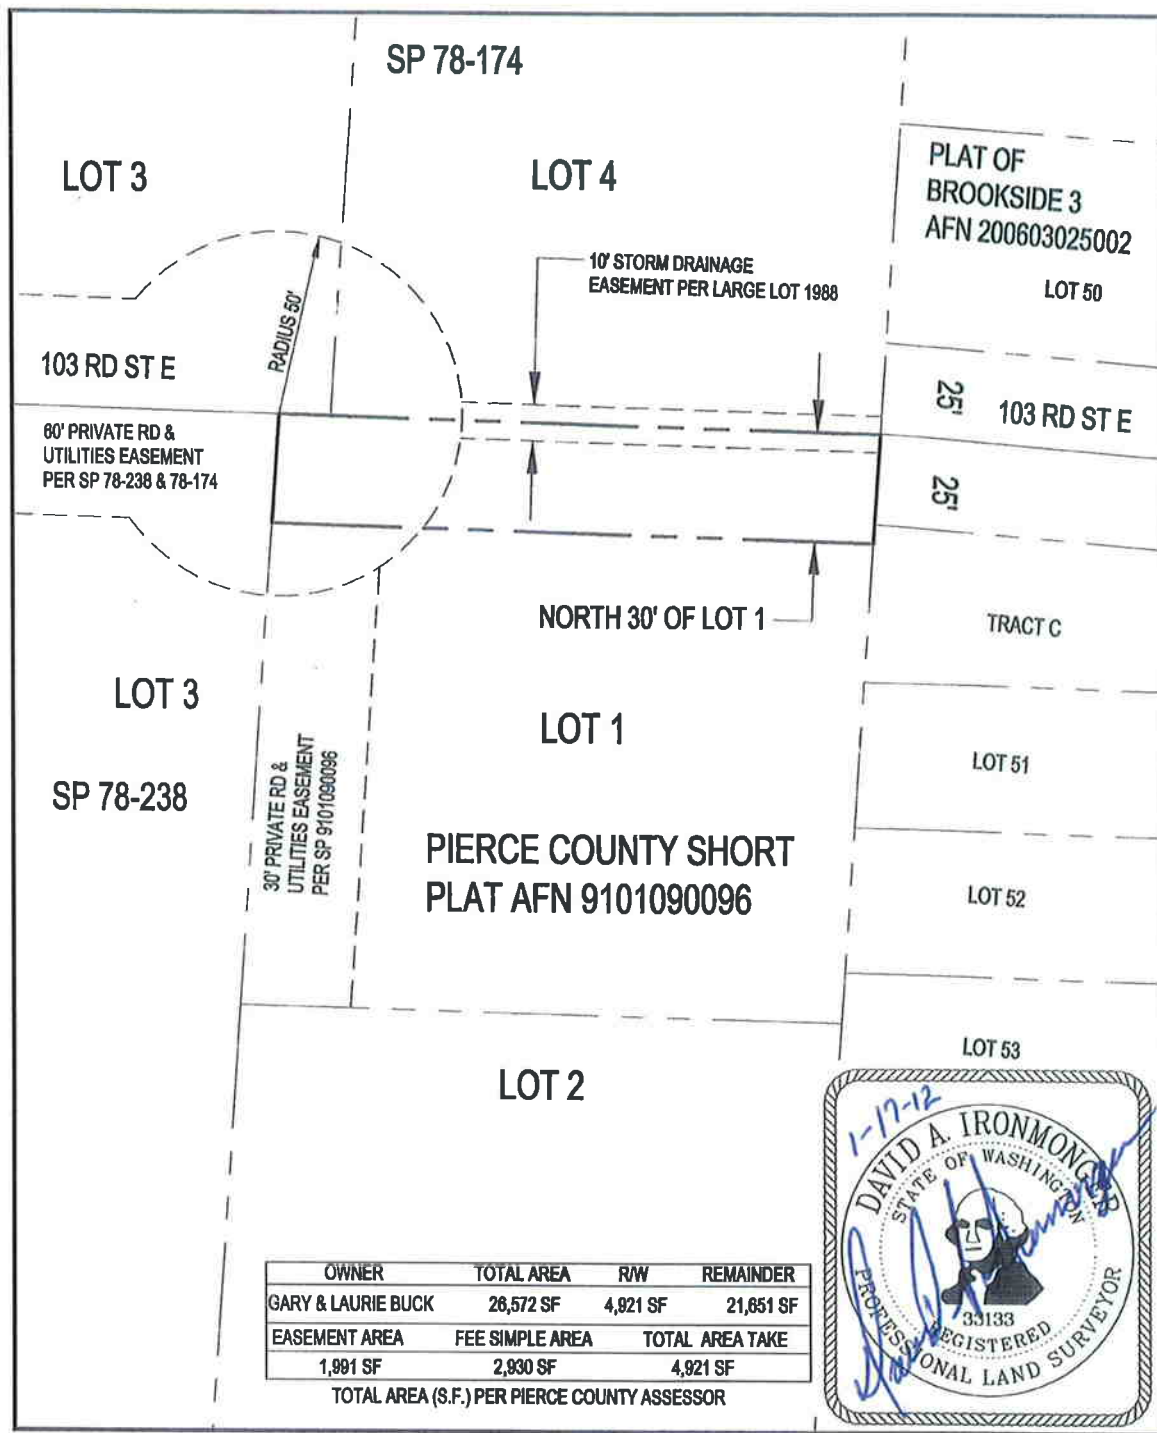 SP 78-174
LOT 3
LOT 4
PLAT OF
BROOKSIDE 3
AFN 200603025002
LOT 50
10' STORM DRAINAGE
EASEMENT PER LARGE LOT 1988
RADIUS 50'
103 RD ST E
25'
103 RD ST E
60' PRIVATE RD &
UTILITIES EASEMENT
PER SP 78-238 & 78-174
25'
NORTH 30' OF LOT 1
TRACT C
LOT 3
LOT 1
LOT 51
SP 78-238
30' PRIVATE RD &
UTILITIES EASEMENT
PER SP 9101090096
PIERCE COUNTY SHORT
PLAT AFN 9101090096
LOT 52
LOT 53
LOT 2
1-17-12
DAVID A. IRONMONGER
STATE OF WASHINGTON
33133
REGISTERED
PROFESSIONAL LAND SURVEYOR
OWNER TOTAL AREA R/W REMAINDER
GARY & LAURIE BUCK 26,572 SF 4,921 SF 21,651 SF
EASEMENT AREA FEE SIMPLE AREA TOTAL AREA TAKE
1,991 SF 2,930 SF 4,921 SF
TOTAL AREA (S.F.) PER PIERCE COUNTY ASSESSOR